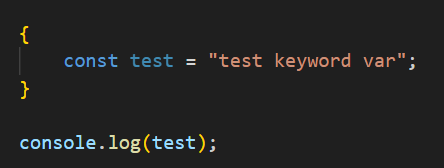 {
    const test = "test keyword var";
}
console.log(test);